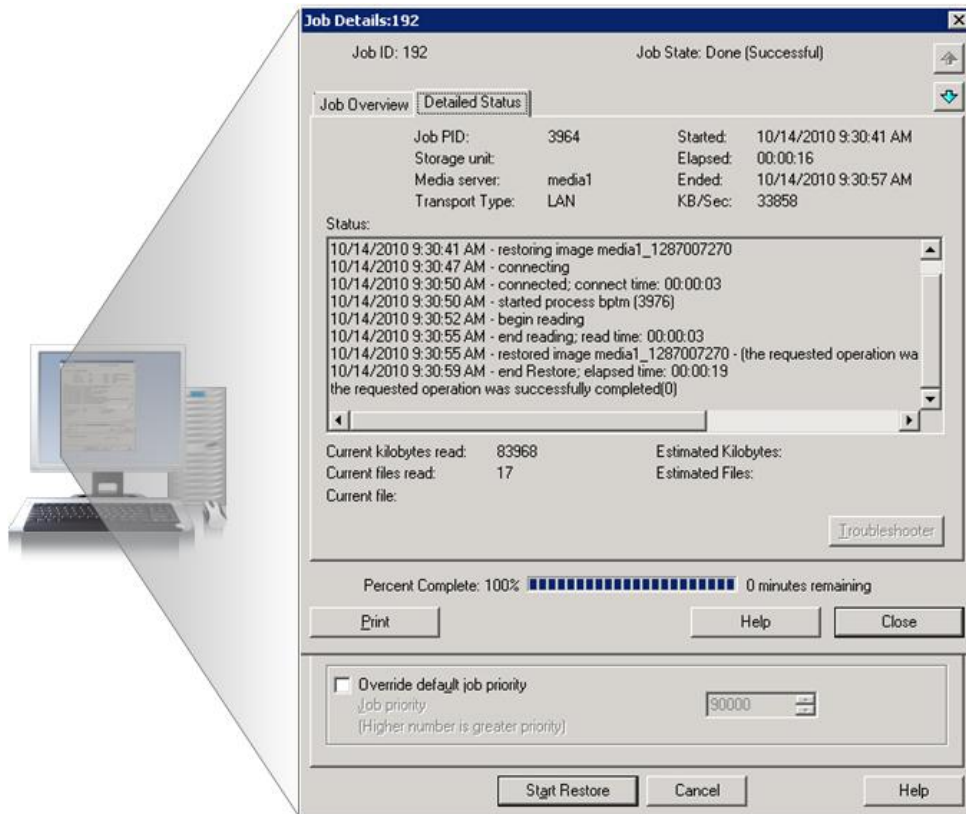 Job Details:192
Job ID: 192 Job State: Done (Successful)
Job Overview Detailed Status
Job PID: 3964 Started: 10/14/2010 9:30:41 AM
Storage unit: Elapsed: 00:00:16
Media server: media1 Ended: 10/14/2010 9:30:57 AM
Transport Type: LAN KB/Sec: 33858
Status:
10/14/2010 9:30:41 AM - restoring image media1_1287007270
10/14/2010 9:30:47 AM - connecting
10/14/2010 9:30:50 AM - connected; connect time: 00:00:03
10/14/2010 9:30:50 AM - started process bptm (3976)
10/14/2010 9:30:52 AM - begin reading
10/14/2010 9:30:55 AM - end reading; read time: 00:00:03
10/14/2010 9:30:55 AM - restored image media1_1287007270 - (the requested operation wa
10/14/2010 9:30:59 AM - end Restore; elapsed time: 00:00:19
the requested operation was successfully completed(0)
Current kilobytes read: 83968 Estimated Kilobytes:
Current files read: 17 Estimated Files:
Current file:
Troubleshooter
Percent Complete: 100% 0 minutes remaining
Print Help Close
Override default job priority
Job priority 90000
(Higher number is greater priority)
Start Restore Cancel Help